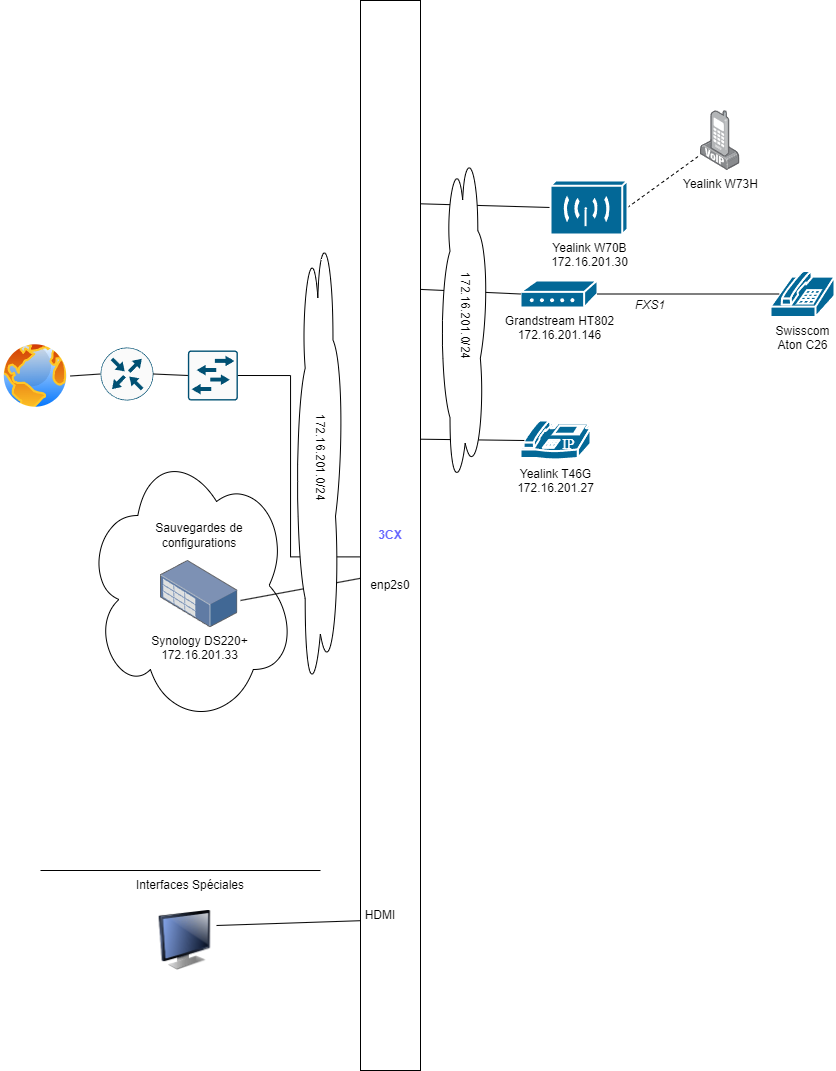 VoIP
Yealink W73H
Yealink W70B
172.16.201.30
172.16.201.0/24
Grandstream HT802
172.16.201.146
FXS1
Swisscom
Aton C26
IP
Yealink T46G
172.16.201.27
172.16.201.0/24
Sauvegardes de
configurations
3CX
enp2s0
Synology DS220+
172.16.201.33
Interfaces Spéciales
HDMI